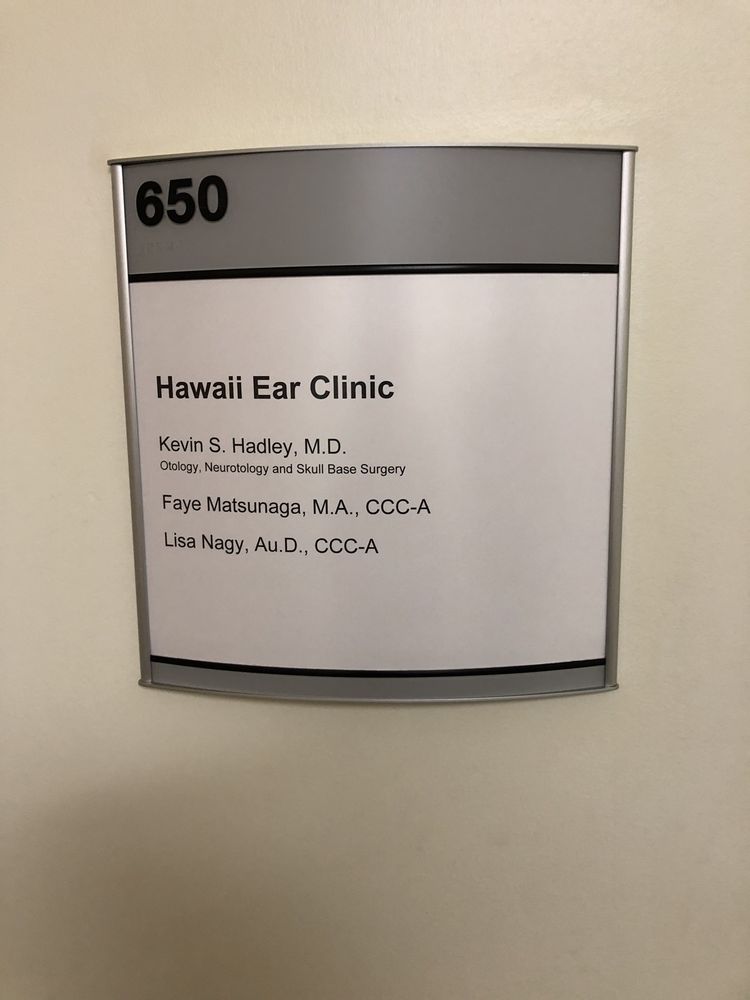 650
Hawaii Ear Clinic
Kevin S. Hadley, M.D.
Otology, Neurotology and Skull Base Surgery
Faye Matsunaga, M.A., CCC-A
Lisa Nagy, Au.D., CCC-A